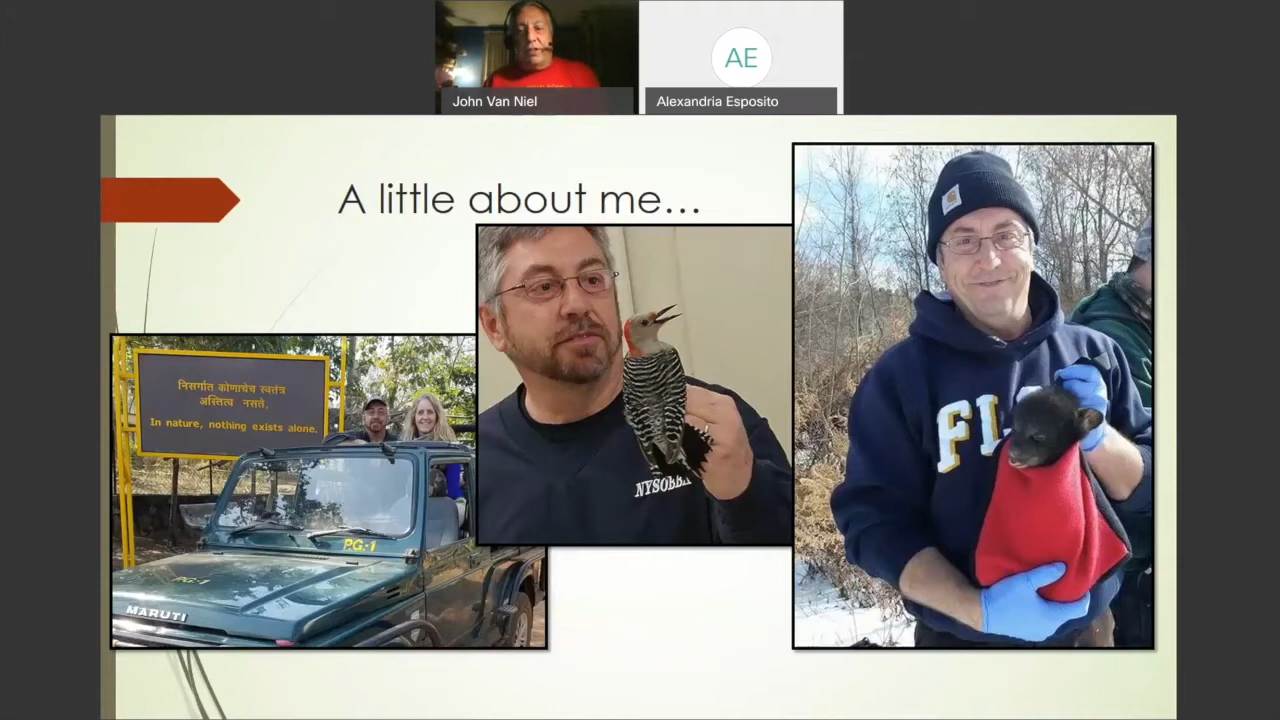 John Van Niel
AE
Alexandria Esposito
A little about me...
निसर्गात कोणाचेच स्वतंत्र
अस्तित्व नसते.
In nature, nothing exists alone.
PG-1
PG-1
MARUTI
FL